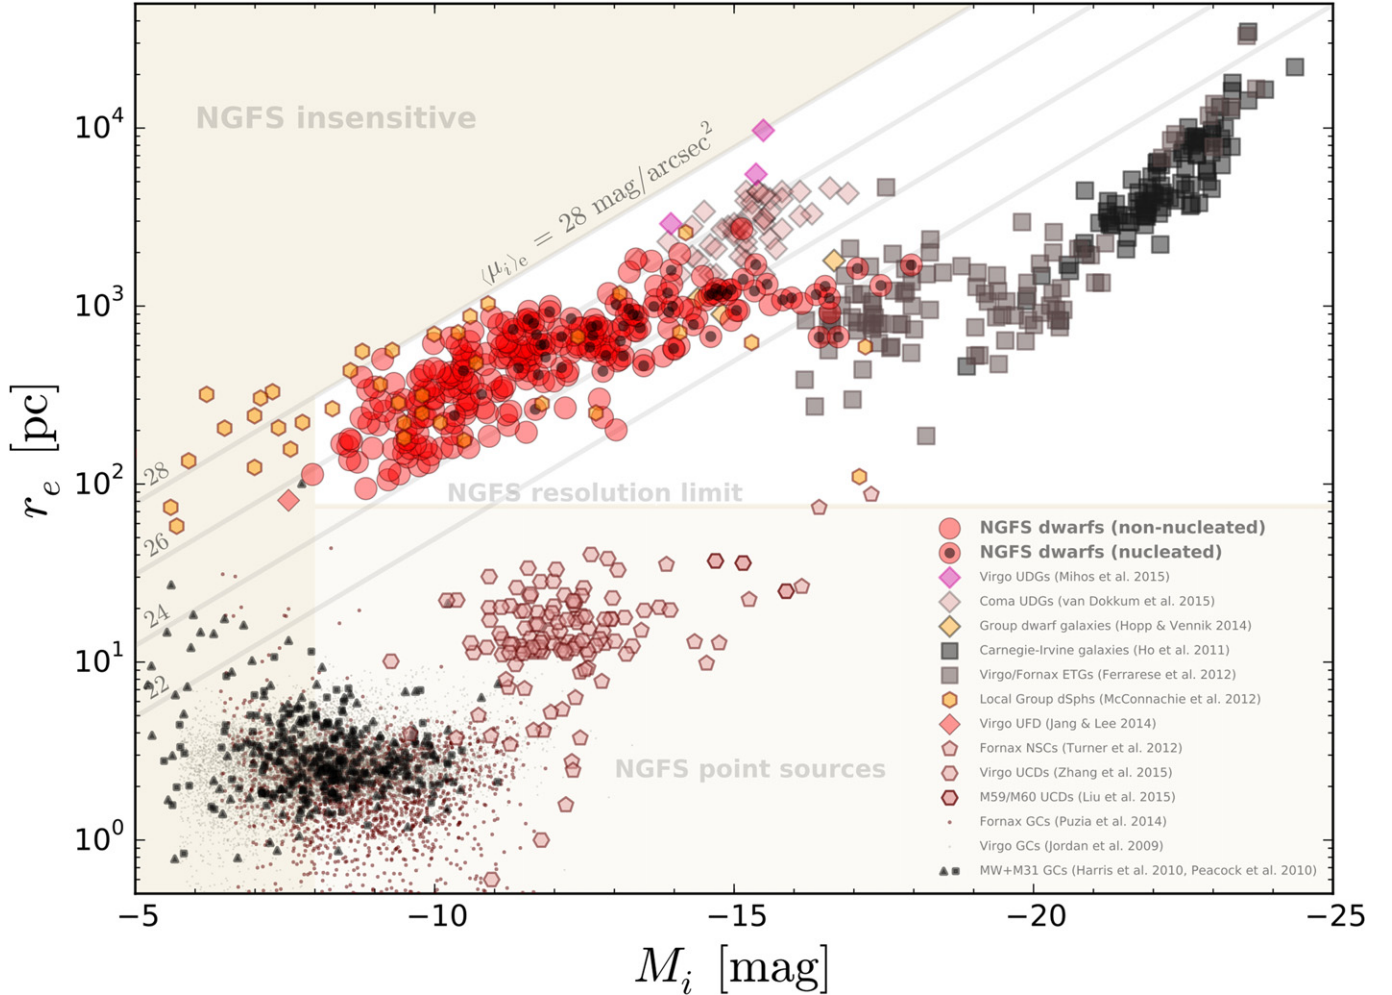 NGFS insensitive
⟨μi⟩e = 28 mag/arcsec²
10⁴
10³
10²
10¹
10⁰
re [pc]
28
26
24
22
NGFS resolution limit
NGFS point sources
NGFS dwarfs (non-nucleated)
NGFS dwarfs (nucleated)
Virgo UDGs (Mihos et al. 2015)
Coma UDGs (van Dokkum et al. 2015)
Group dwarf galaxies (Hopp & Vennik 2014)
Carnegie-Irvine galaxies (Ho et al. 2011)
Virgo/Fornax ETGs (Ferrarese et al. 2012)
Local Group dSphs (McConnachie et al. 2012)
Virgo UFD (Jang & Lee 2014)
Fornax NSCs (Turner et al. 2012)
Virgo UCDs (Zhang et al. 2015)
M59/M60 UCDs (Liu et al. 2015)
Fornax GCs (Puzia et al. 2014)
Virgo GCs (Jordan et al. 2009)
MW+M31 GCs (Harris et al. 2010, Peacock et al. 2010)
−5 −10 −15 −20 −25
Mi [mag]